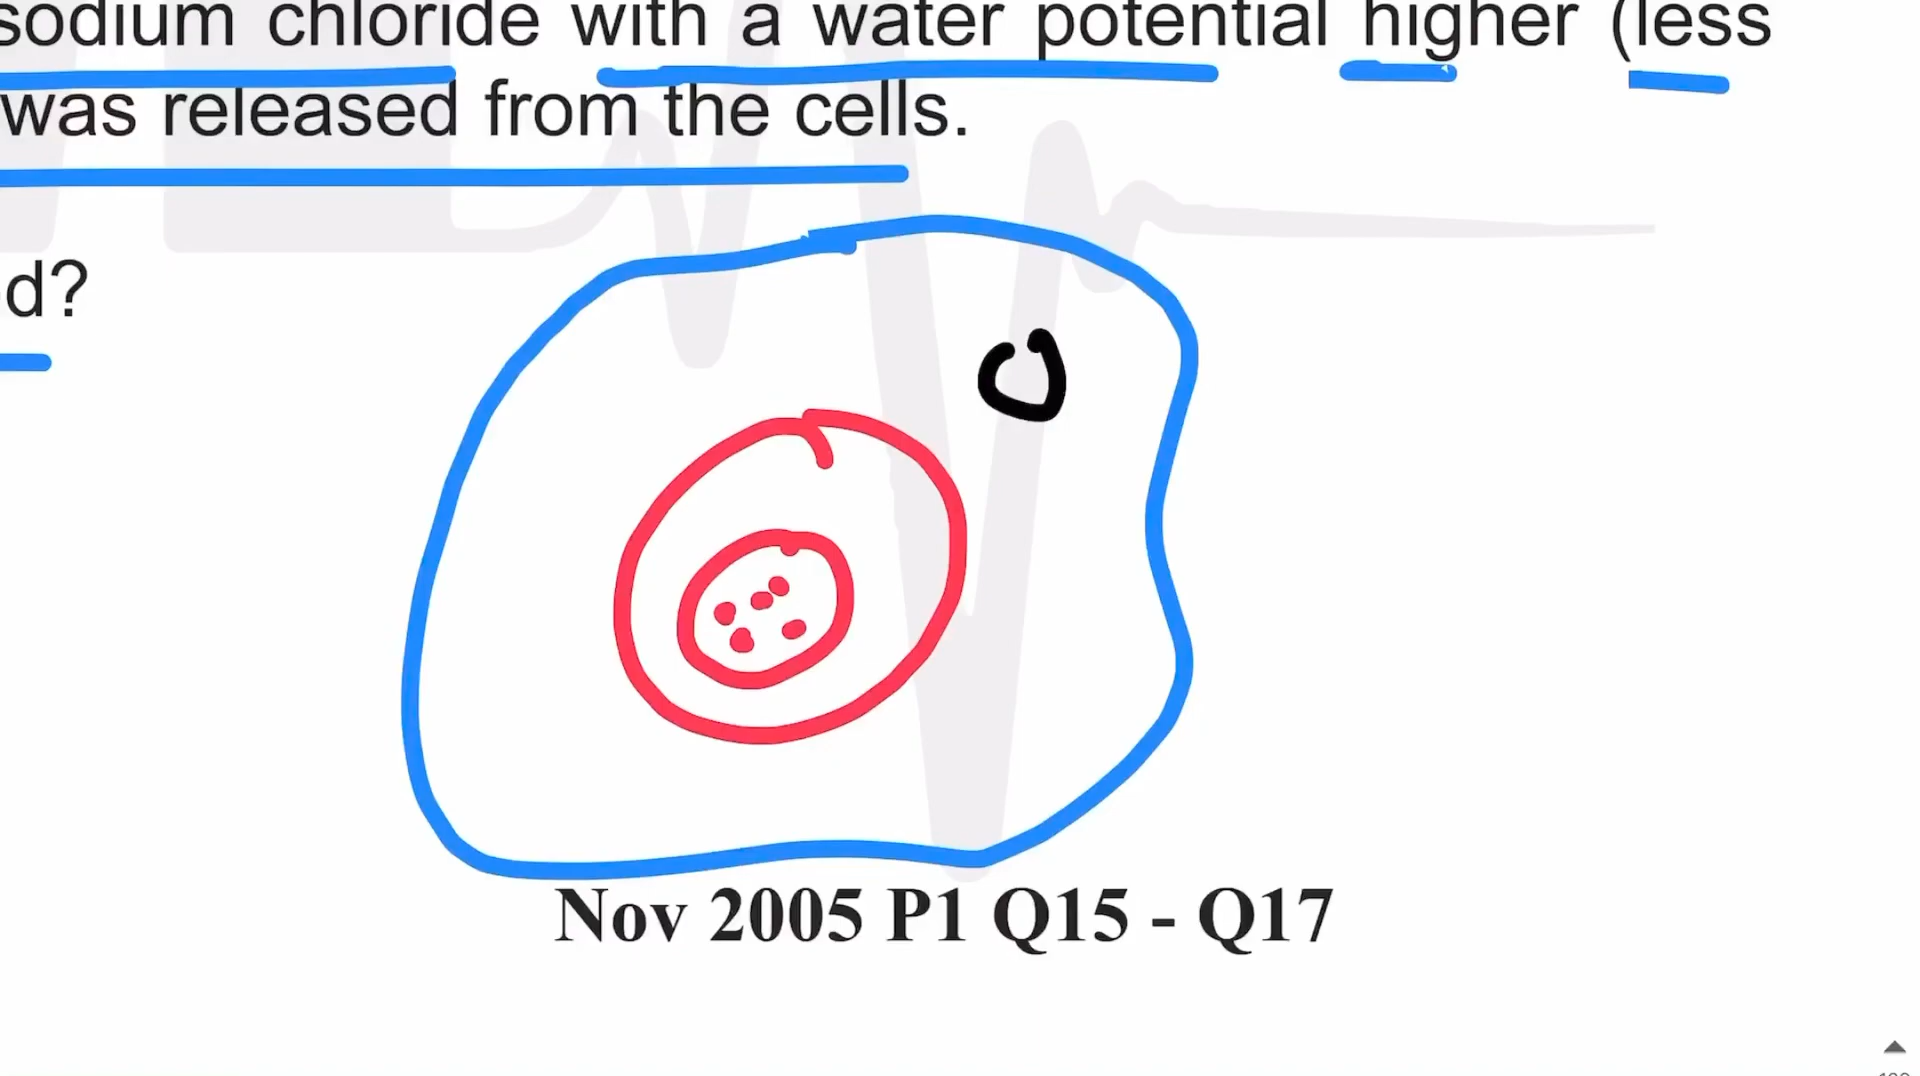 sodium chloride with a water potential higher (less
was released from the cells.
d?
Nov 2005 P1 Q15 - Q17